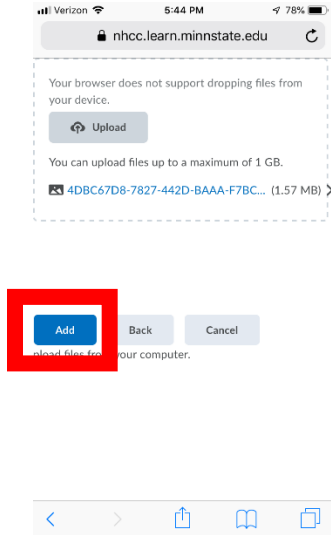 Verizon 5:44 PM 78%
nhcc.learn.minnstate.edu
Your browser does not support dropping files from
your device.
Upload
You can upload files up to a maximum of 1 GB.
4DBC67D8-7827-442D-BAAA-F7BC... (1.57 MB)
Add Back Cancel
pload files from your computer.